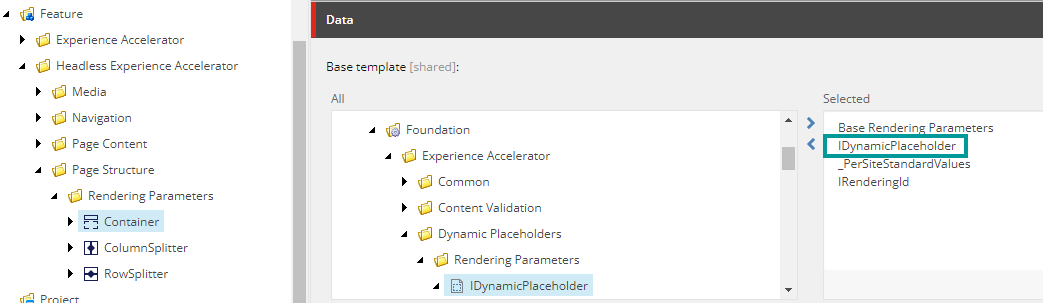 Feature
Experience Accelerator
Headless Experience Accelerator
Media
Navigation
Page Content
Page Structure
Rendering Parameters
Container
ColumnSplitter
RowSplitter
Project
Data
Base template [shared]:
All
Foundation
Experience Accelerator
Common
Content Validation
Dynamic Placeholders
Rendering Parameters
IDynamicPlaceholder
Selected
Base Rendering Parameters
IDynamicPlaceholder
_PerSiteStandardValues
IRenderingId